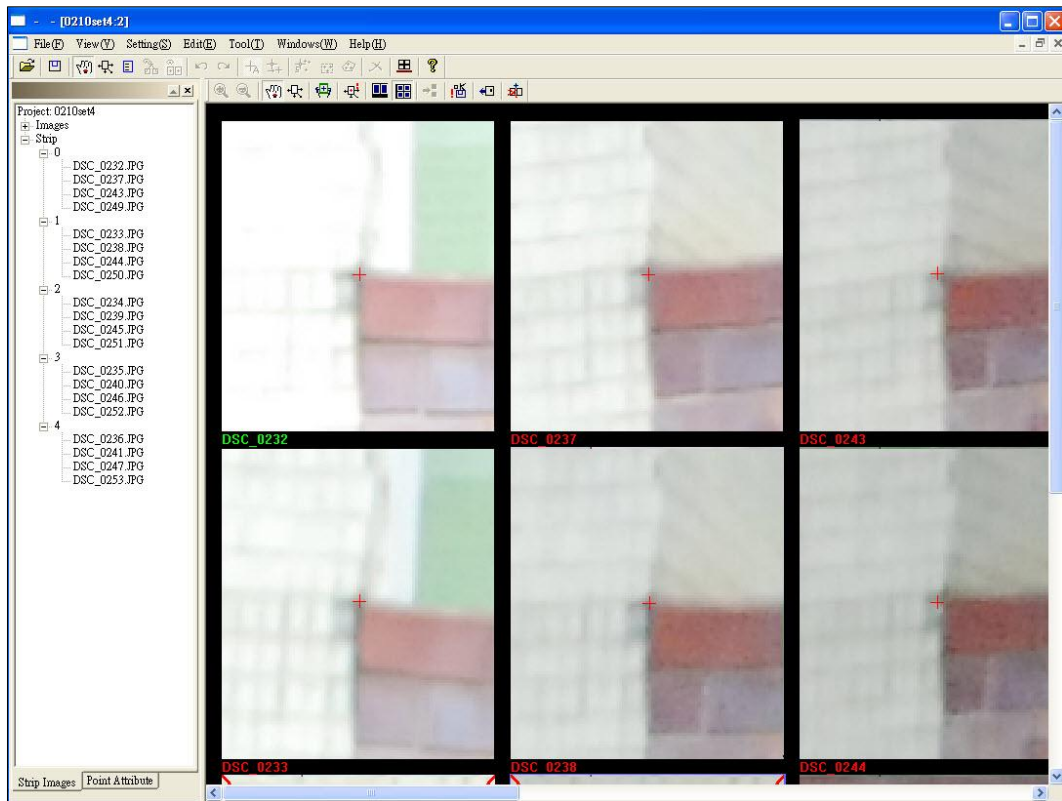 - - [0210set4:2]
File(F) View(V) Setting(S) Edit(E) Tool(T) Windows(W) Help(H)
Project: 0210set4
Images
Strip
0
DSC_0232.JPG
DSC_0237.JPG
DSC_0243.JPG
DSC_0249.JPG
1
DSC_0233.JPG
DSC_0238.JPG
DSC_0244.JPG
DSC_0250.JPG
2
DSC_0234.JPG
DSC_0239.JPG
DSC_0245.JPG
DSC_0251.JPG
3
DSC_0235.JPG
DSC_0240.JPG
DSC_0246.JPG
DSC_0252.JPG
4
DSC_0236.JPG
DSC_0241.JPG
DSC_0247.JPG
DSC_0253.JPG
Strip Images Point Attribute
DSC_0232 DSC_0237 DSC_0243
DSC_0233 DSC_0238 DSC_0244